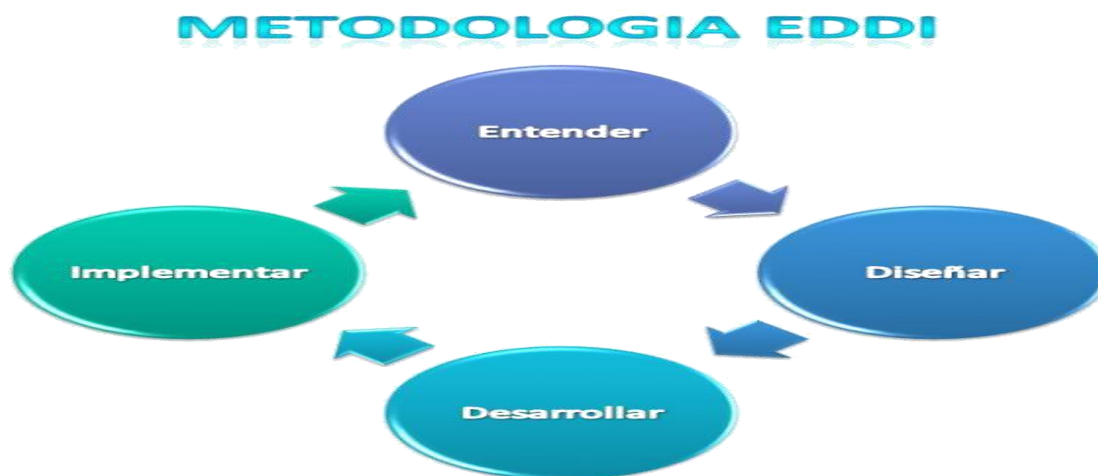 METODOLOGIA EDDI
Entender
Diseñar
Desarrollar
Implementar